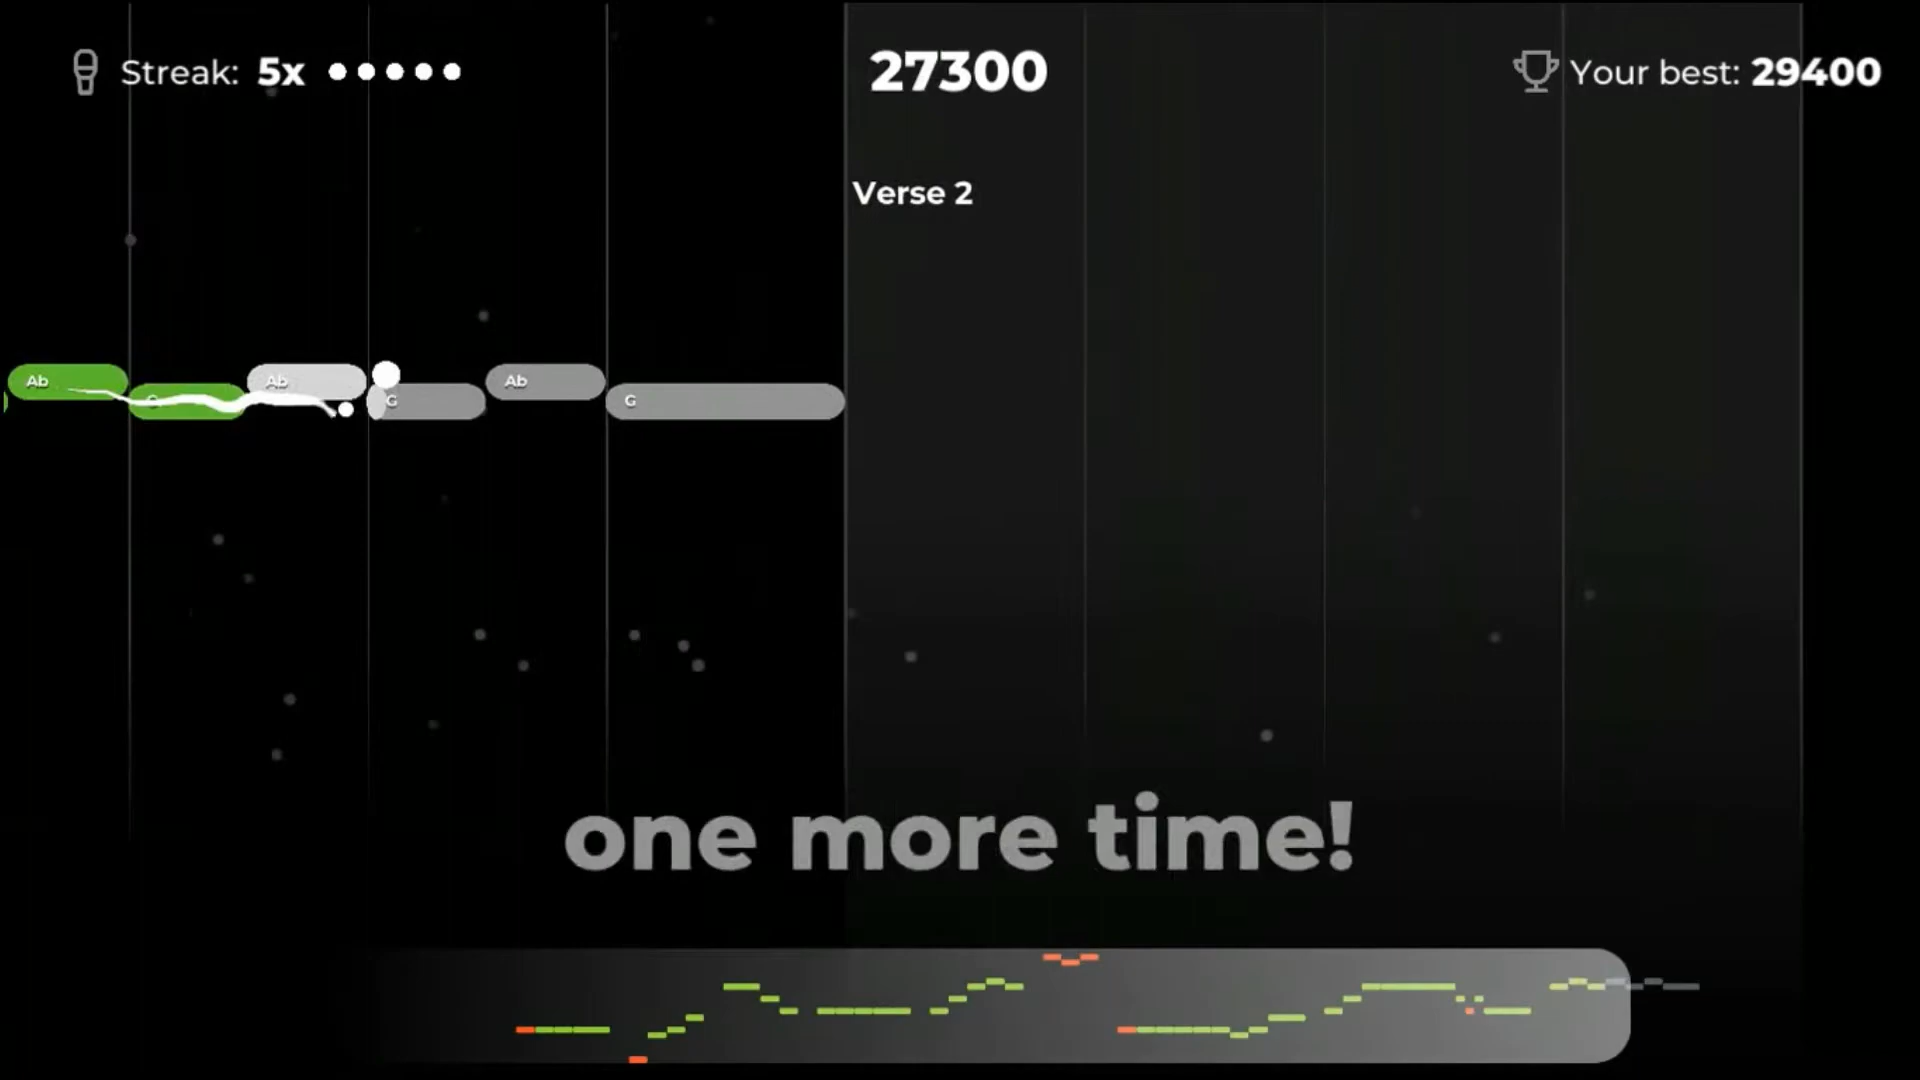 Streak: 5x
27300
Your best: 29400
Verse 2
Ab
G
Ab
G
Ab
G
one more time!